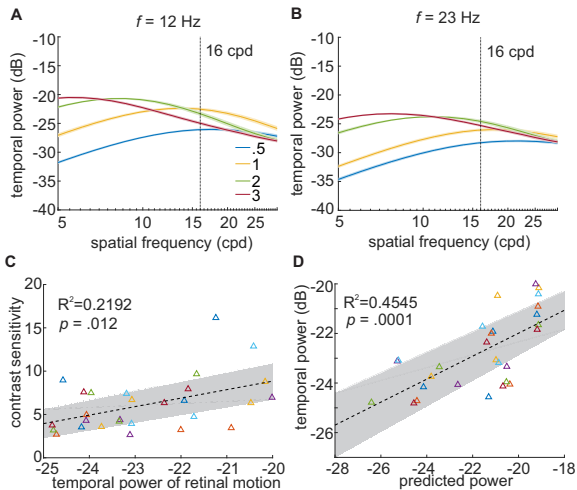 A
f = 12 Hz
B
f = 23 Hz
temporal power (dB)
-10
-15
-20
-25
-30
-35
-40
16 cpd
.5
1
2
3
5
10
15
20
25
spatial frequency (cpd)
temporal power (dB)
-10
-15
-20
-25
-30
-35
-40
16 cpd
5
10
15
20
25
spatial frequency (cpd)
C
contrast sensitivity
20
15
10
5
0
R²=0.2192
p = .012
-25
-24
-23
-22
-21
-20
temporal power of retinal motion
D
temporal power (dB)
-20
-22
-24
-26
R²=0.4545
p = .0001
-28
-26
-24
-22
-20
-18
predicted power